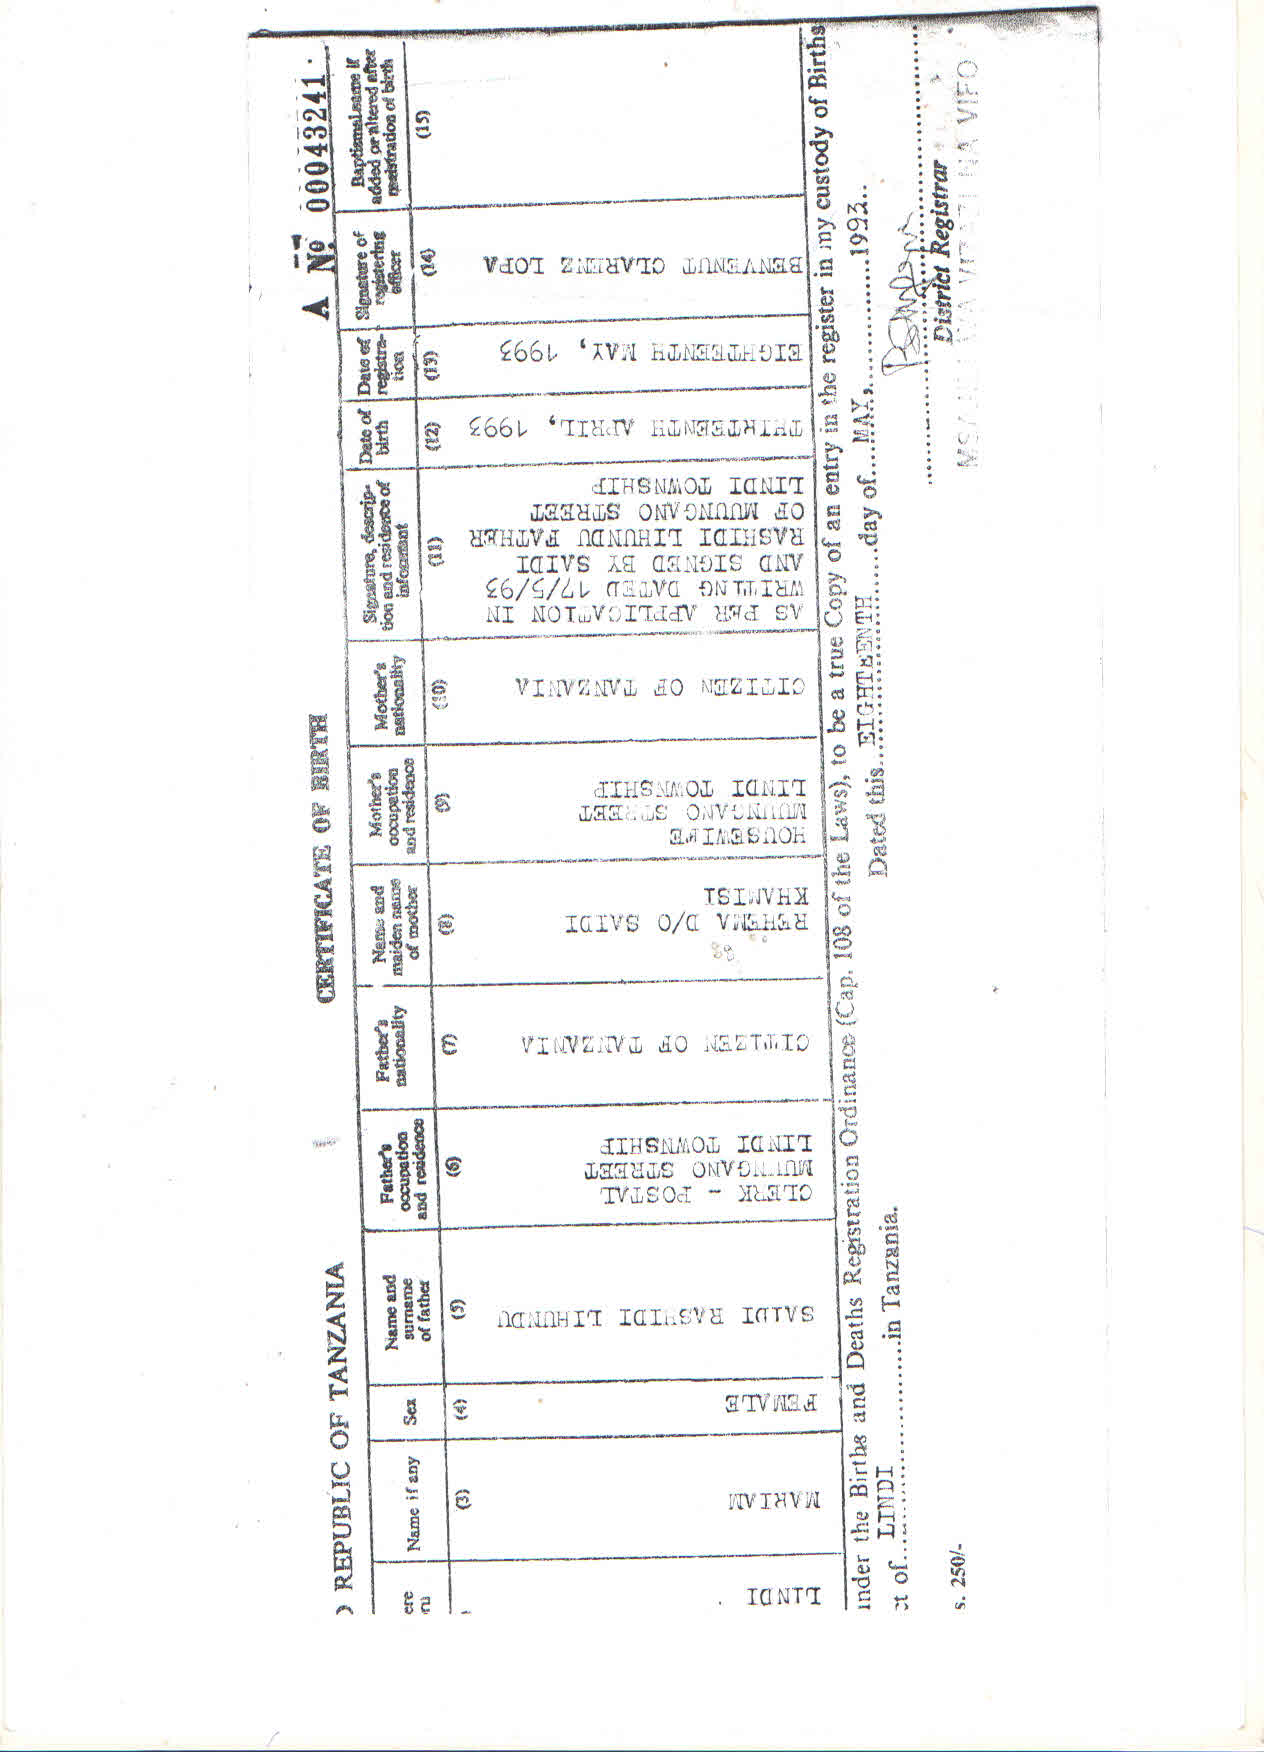 REPUBLIC OF TANZANIA
CERTIFICATE OF BIRTH
A Nº 00043241
ere
Name if any
Sex
Name and
surname
of father
Father's
occupation
and residence
Father's
nationality
Name and
maiden name
of mother
Mother's
occupation
and residence
Mother's
nationality
Signature, descrip-
tion and residence of
informant
Date of
birth
Date of
registra-
tion
Signature of
registering
officer
Baptismal name if
added or altered after
registration of birth
(3)
(4)
(5)
(6)
(7)
(8)
(9)
(10)
(11)
(12)
(13)
(14)
(15)
LINDI
MARIAM
FEMALE
SAIDI RASHIDI LIHUNDU
CLERK - POSTAL
MUUNGANO STREET
LINDI TOWNSHIP
CITIZEN OF TANZANIA
REHEMA D/O SAIDI
KHAMISI
HOUSEWIFE
MUUNGANO STREET
LINDI TOWNSHIP
CITIZEN OF TANZANIA
AS PER APPLICATION IN
WRITING DATED 17/5/93
AND SIGNED BY SAIDI
RASHIDI LIHUNDU FATHER
OF MUUNGANO STREET
LINDI TOWNSHIP
THIRTEENTH APRIL, 1993
EIGHTEENTH MAY, 1993
BENVENUT CLARENZ LOPA
under the Births and Deaths Registration Ordinance (Cap. 108 of the Laws), to be a true Copy of an entry in the register in my custody of Births
ct of LINDI in Tanzania.
Dated this EIGHTEENTH day of MAY, 1993
District Registrar
s. 250/-